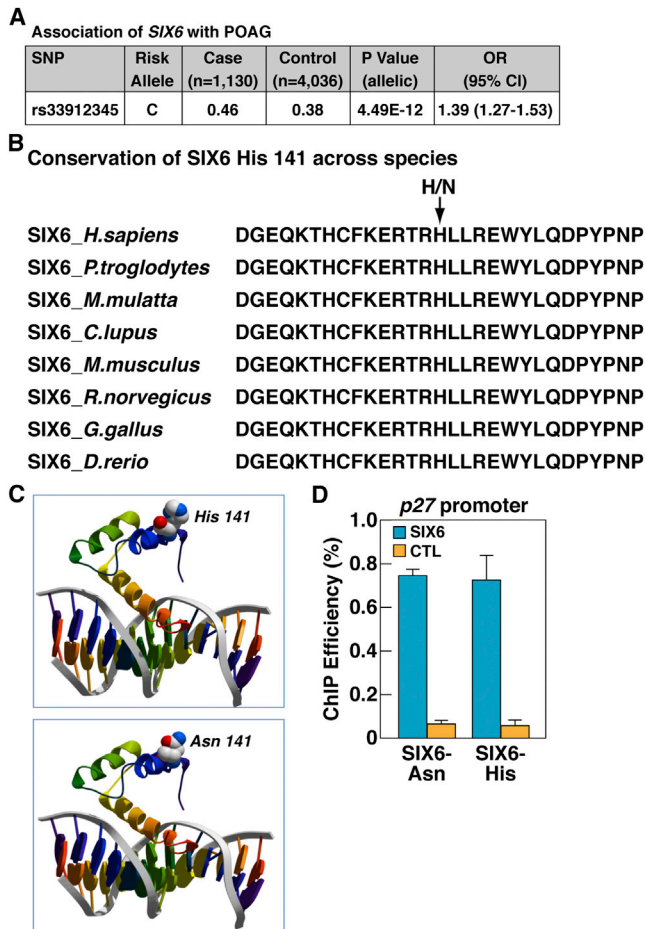 A
Association of SIX6 with POAG
SNP Risk Allele Case (n=1,130) Control (n=4,036) P Value (allelic) OR (95% CI)
rs33912345 C 0.46 0.38 4.49E-12 1.39 (1.27-1.53)
B Conservation of SIX6 His 141 across species
H/N
SIX6_H.sapiens DGEQKTHCFKERTRHLLREWYLQDPYPNP
SIX6_P.troglodytes DGEQKTHCFKERTRHLLREWYLQDPYPNP
SIX6_M.mulatta DGEQKTHCFKERTRHLLREWYLQDPYPNP
SIX6_C.lupus DGEQKTHCFKERTRHLLREWYLQDPYPNP
SIX6_M.musculus DGEQKTHCFKERTRHLLREWYLQDPYPNP
SIX6_R.norvegicus DGEQKTHCFKERTRHLLREWYLQDPYPNP
SIX6_G.gallus DGEQKTHCFKERTRHLLREWYLQDPYPNP
SIX6_D.rerio DGEQKTHCFKERTRHLLREWYLQDPYPNP
C
His 141
Asn 141
D
p27 promoter
SIX6
CTL
ChIP Efficiency (%)
1.0
0.8
0.6
0.4
0.2
0
SIX6-Asn
SIX6-His